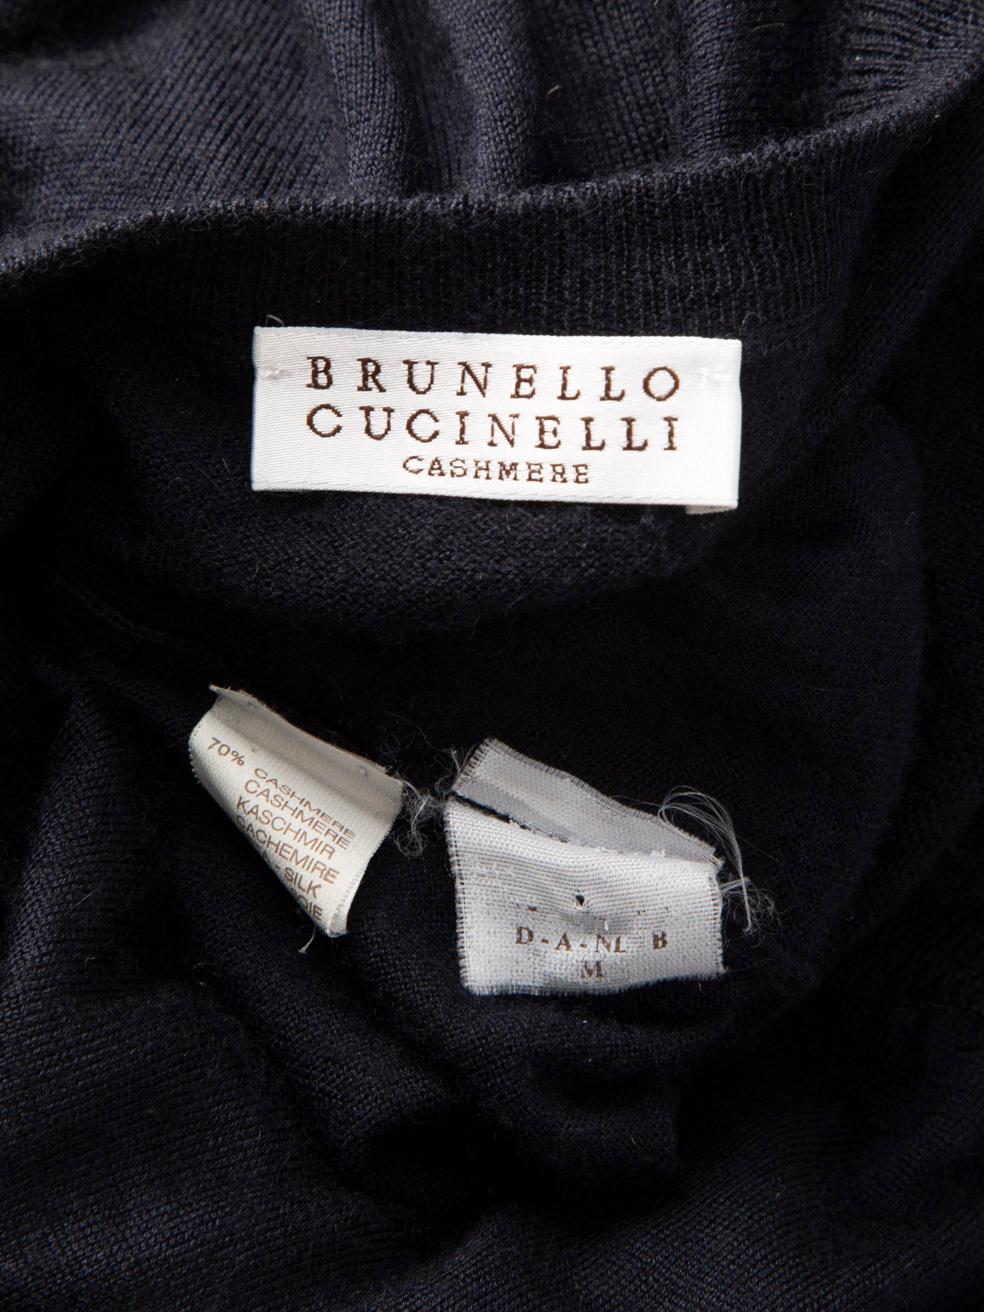 BRUNELLO
CUCINELLI
CASHMERE
70% CASHMERE
CASHMERE
KASCHMIR
CACHEMIRE
SILK
D-A-NL B
M